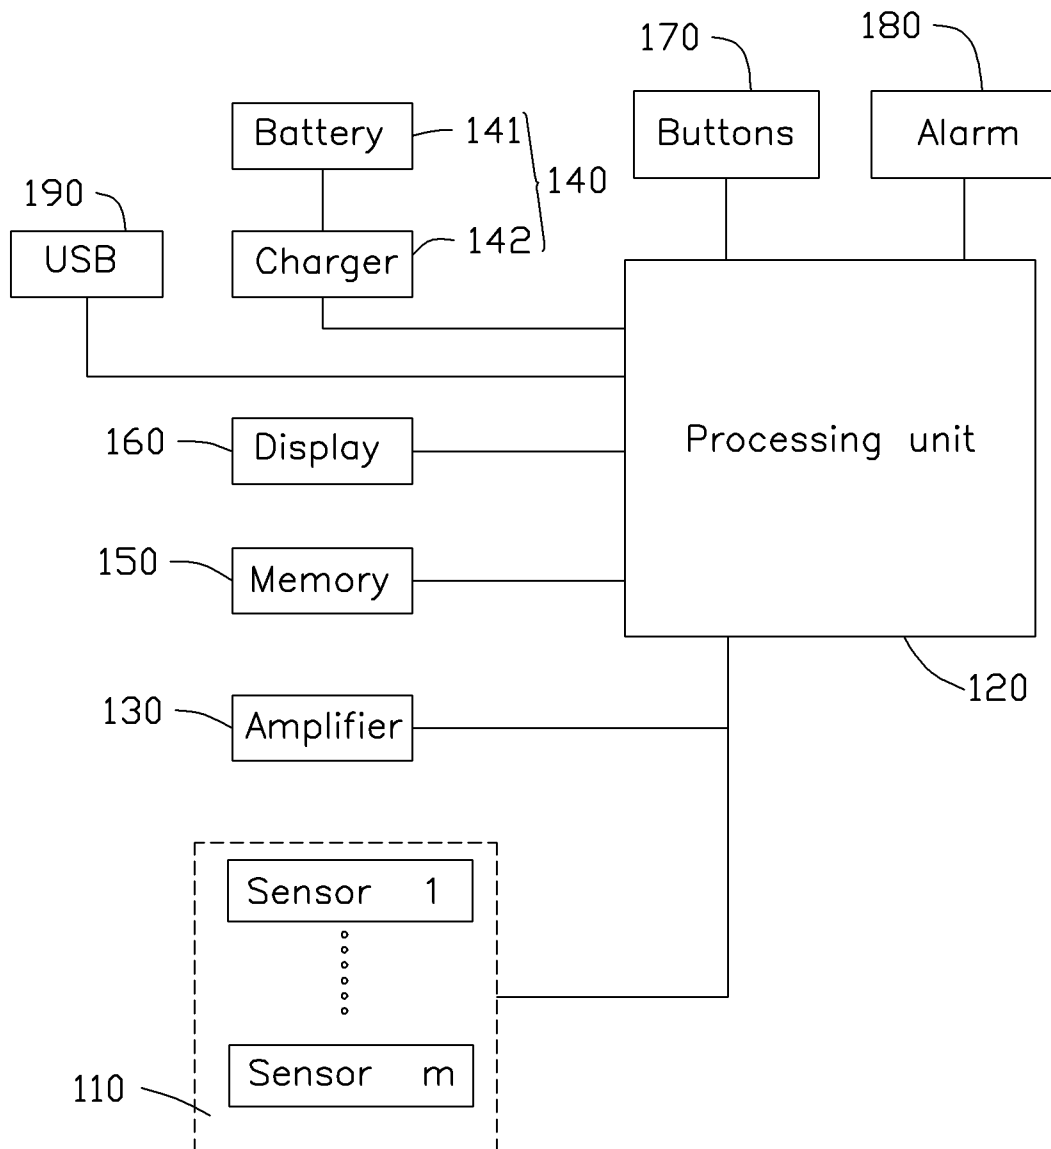 170
180
Battery
141
Buttons
Alarm
140
190
USB
Charger
142
160
Display
Processing unit
150
Memory
120
130
Amplifier
Sensor 1
Sensor m
110